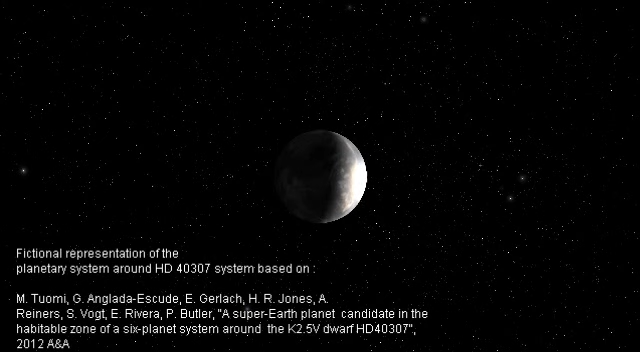 Fictional representation of the
planetary system around HD 40307 system based on :
M. Tuomi, G. Anglada-Escude, E. Gerlach, H. R. Jones, A.
Reiners, S. Vogt, E. Rivera, P. Butler, "A super-Earth planet candidate in the
habitable zone of a six-planet system around the K2.5V dwarf HD40307",
2012 A&A